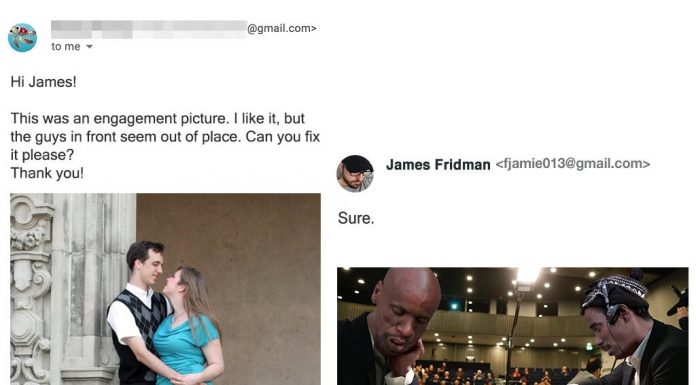 @gmail.com>
to me
Hi James!
This was an engagement picture. I like it, but
the guys in front seem out of place. Can you fix
it please?
Thank you!
James Fridman <fjamie013@gmail.com>
Sure.